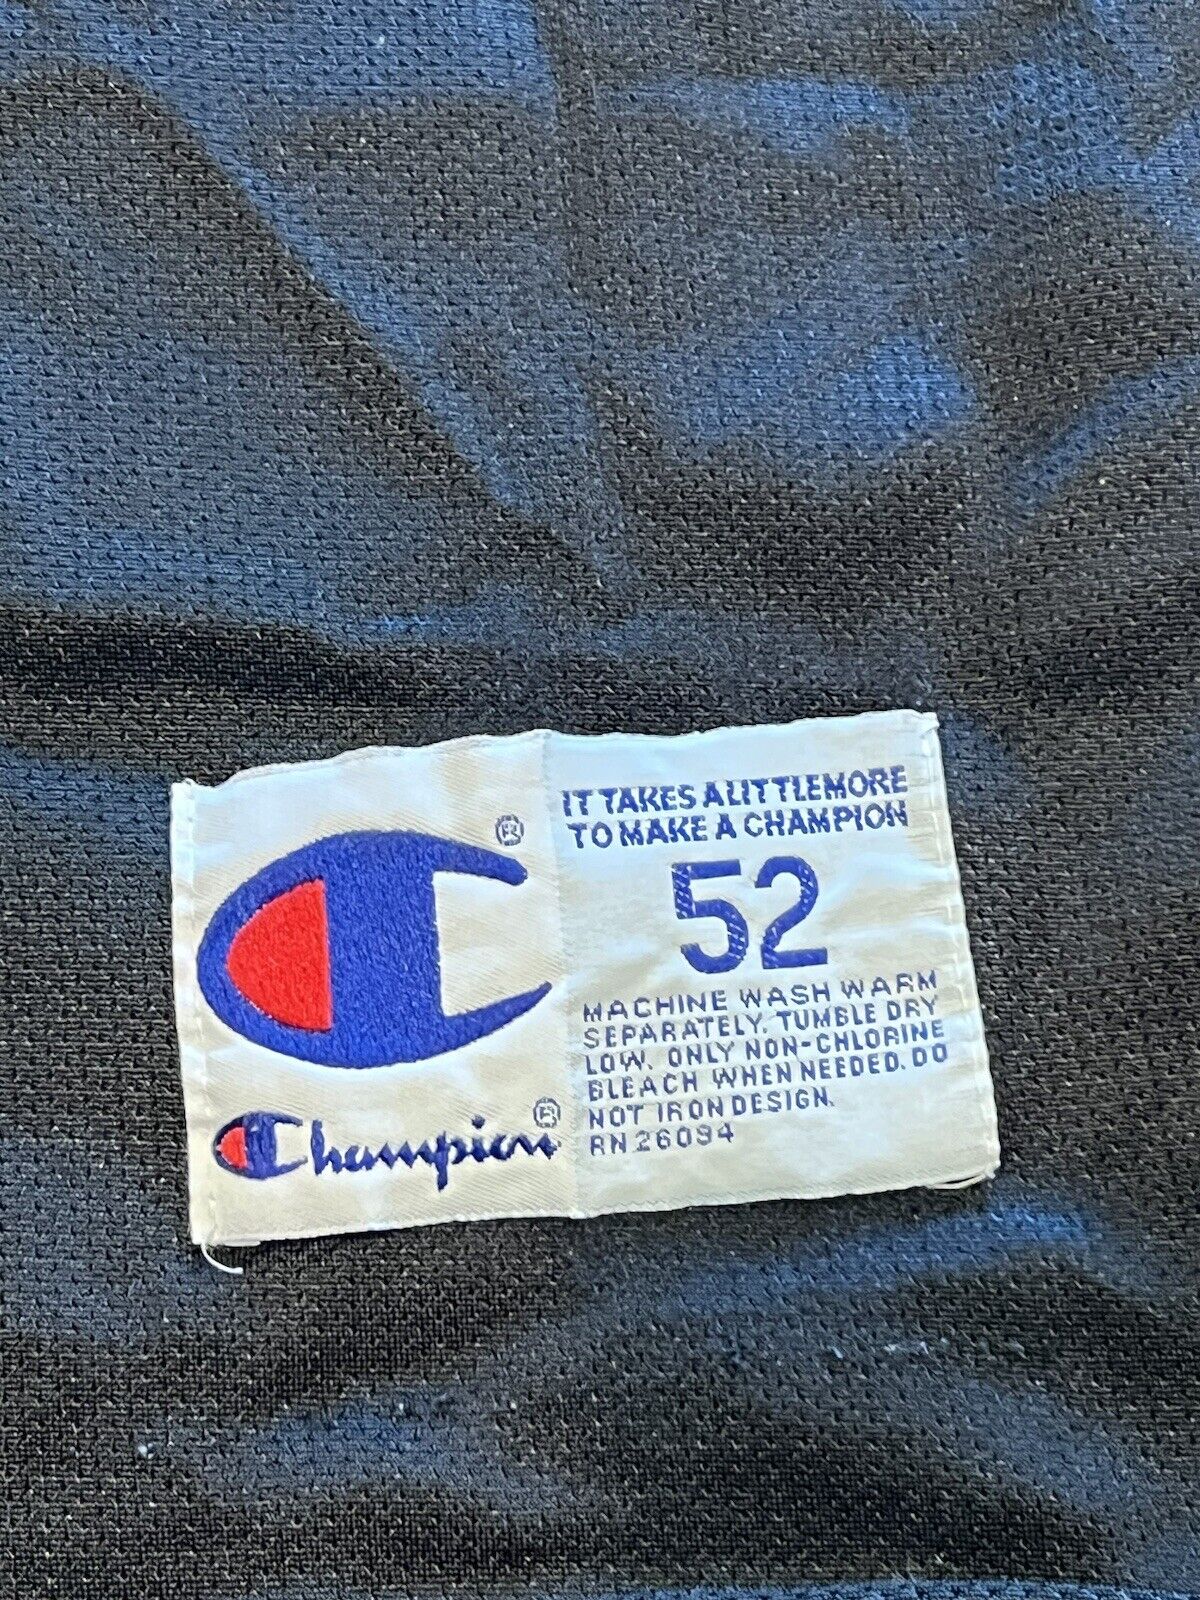 IT TAKES A LITTLE MORE
TO MAKE A CHAMPION
52
MACHINE WASH WARM
SEPARATELY. TUMBLE DRY
LOW. ONLY NON-CHLORINE
BLEACH WHEN NEEDED. DO
NOT IRON DESIGN.
RN 26094
®
Champion®